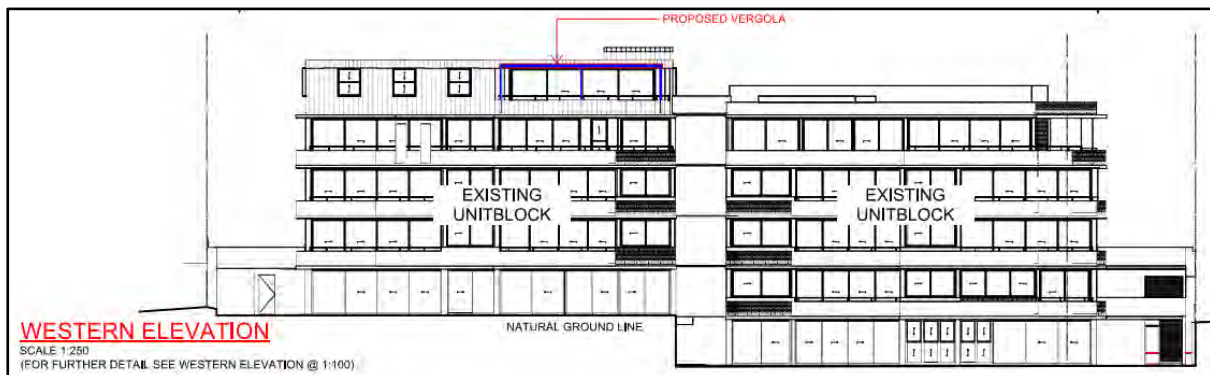 PROPOSED VERGOLA
EXISTING
UNITBLOCK
EXISTING
UNITBLOCK
WESTERN ELEVATION
SCALE 1:250
(FOR FURTHER DETAIL SEE WESTERN ELEVATION @ 1:100)
NATURAL GROUND LINE